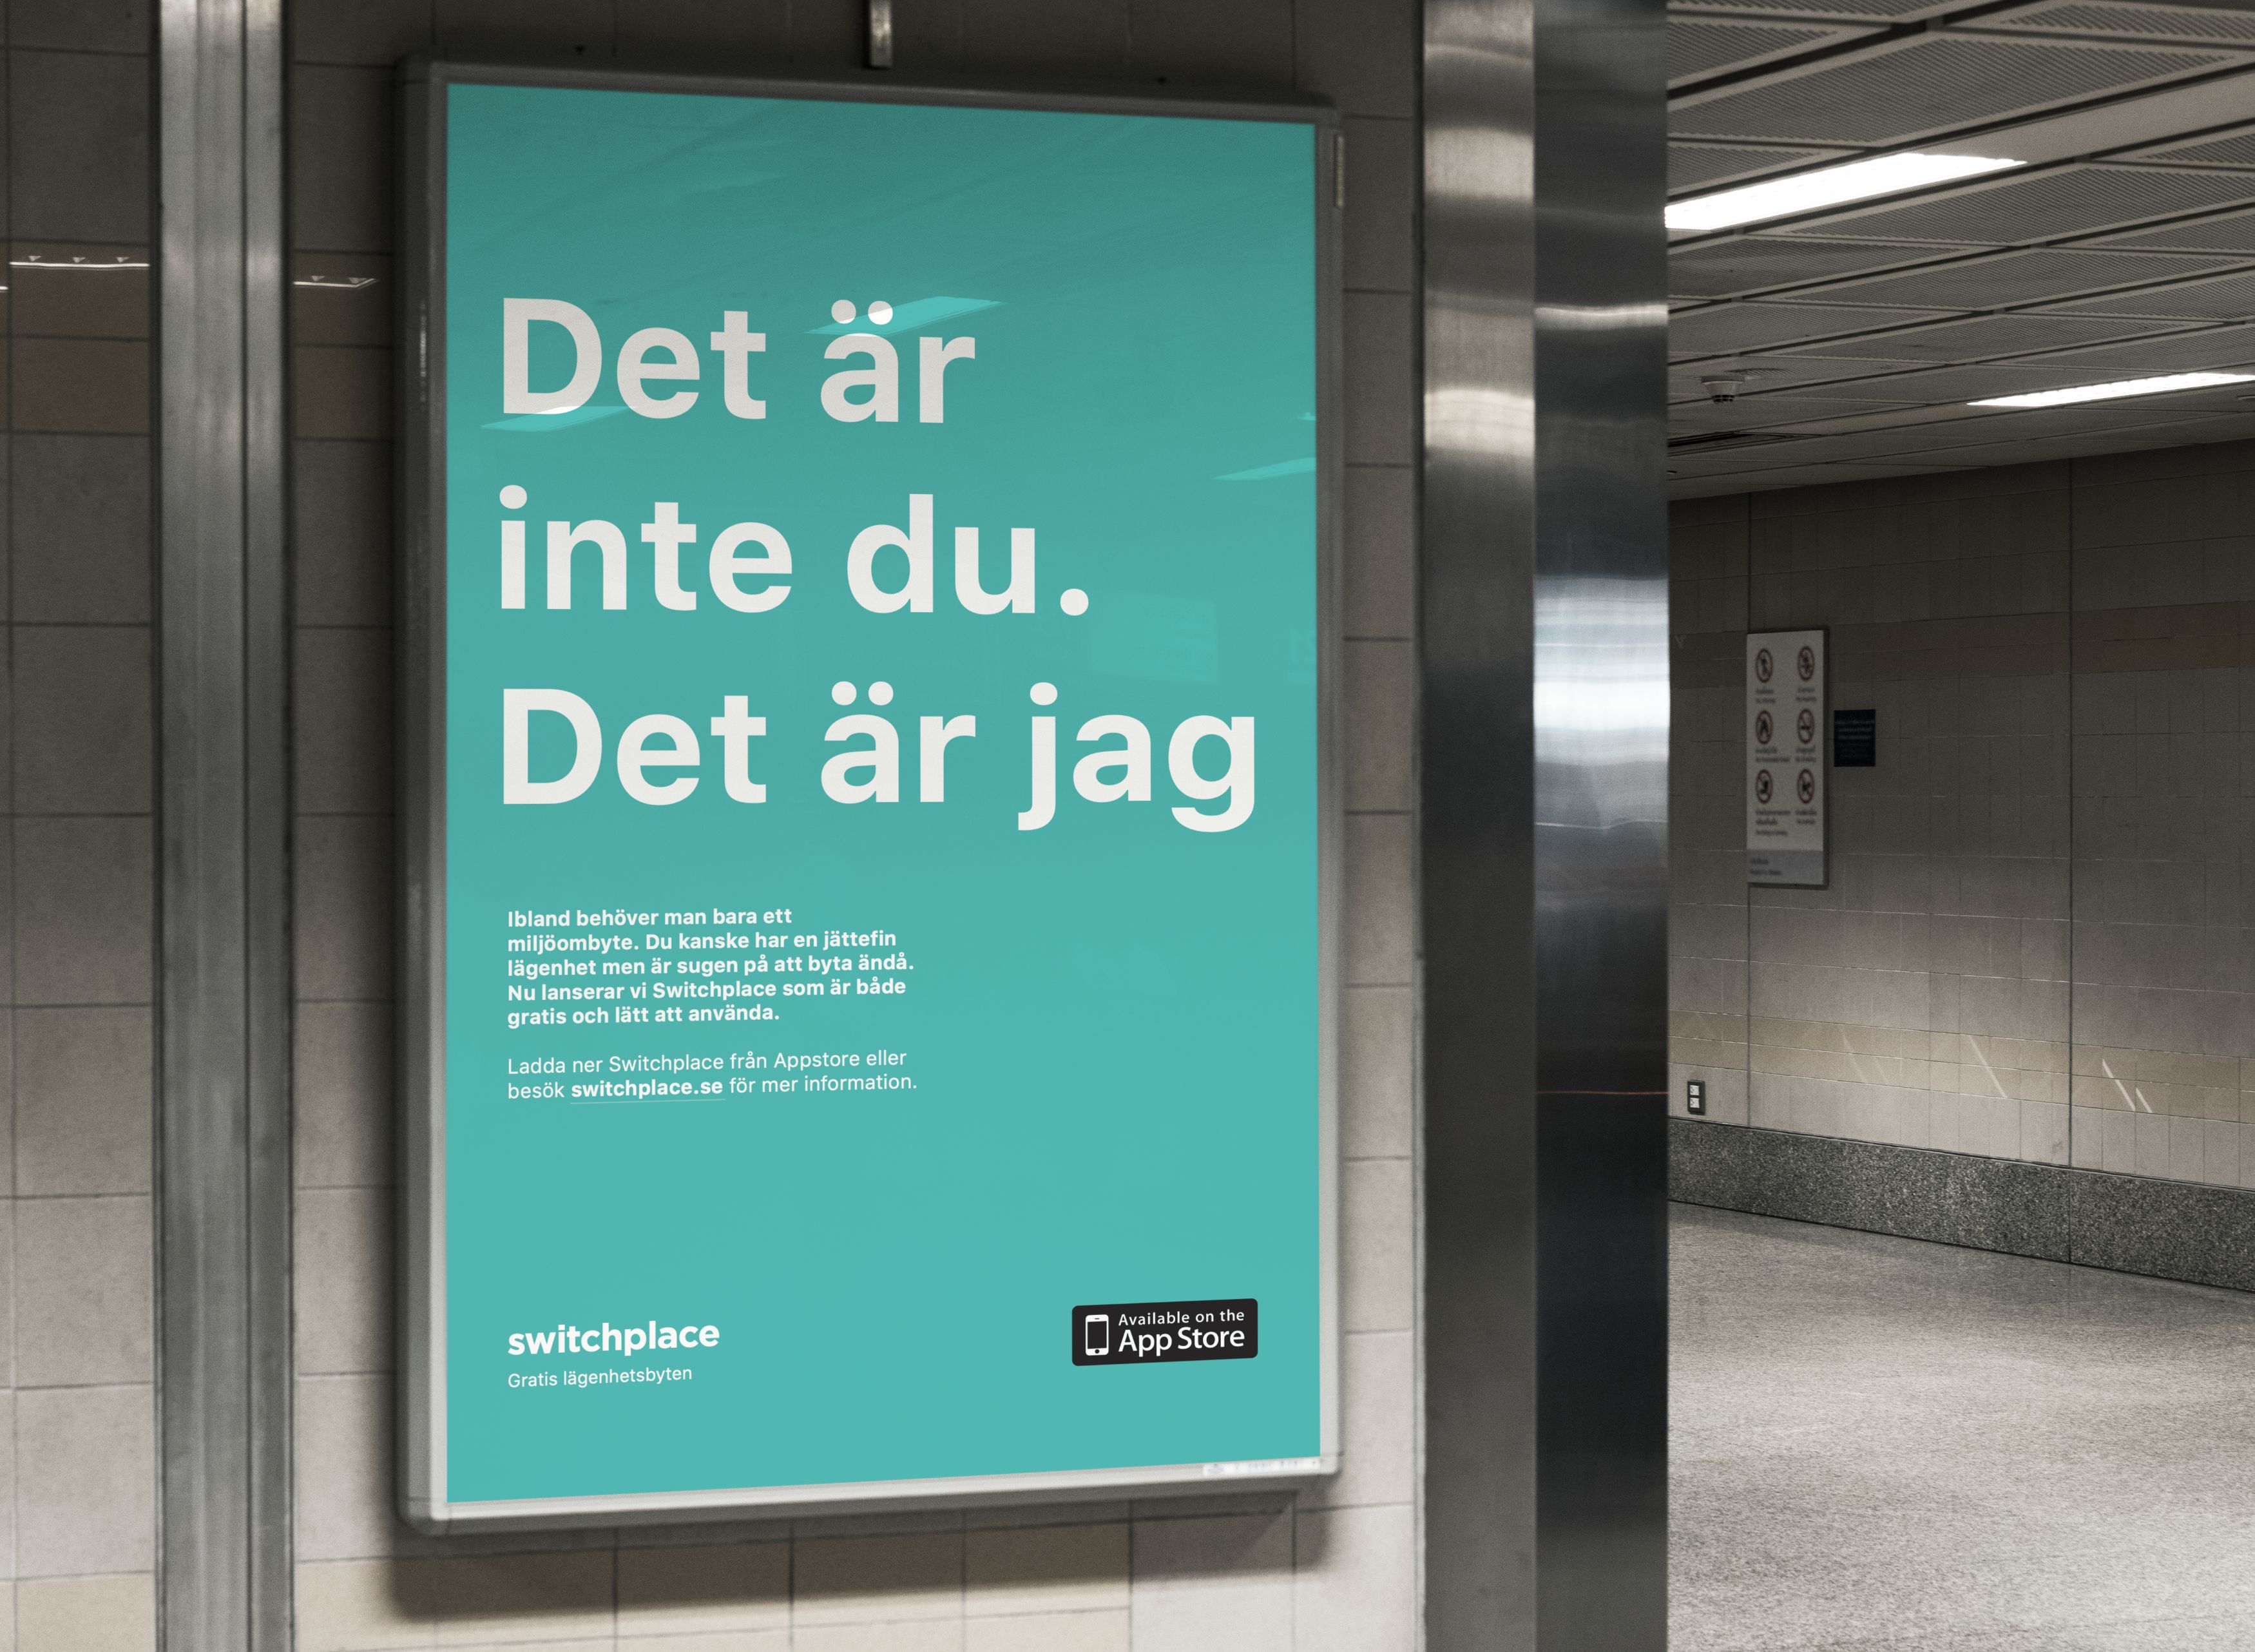 Det är
inte du.
Det är jag
Ibland behöver man bara ett
miljöombyte. Du kanske har en jättefin
lägenhet men är sugen på att byta ändå.
Nu lanserar vi Switchplace som är både
gratis och lätt att använda.
Ladda ner Switchplace från Appstore eller
besök switchplace.se för mer information.
switchplace
Gratis lägenhetsbyten
Available on the
App Store